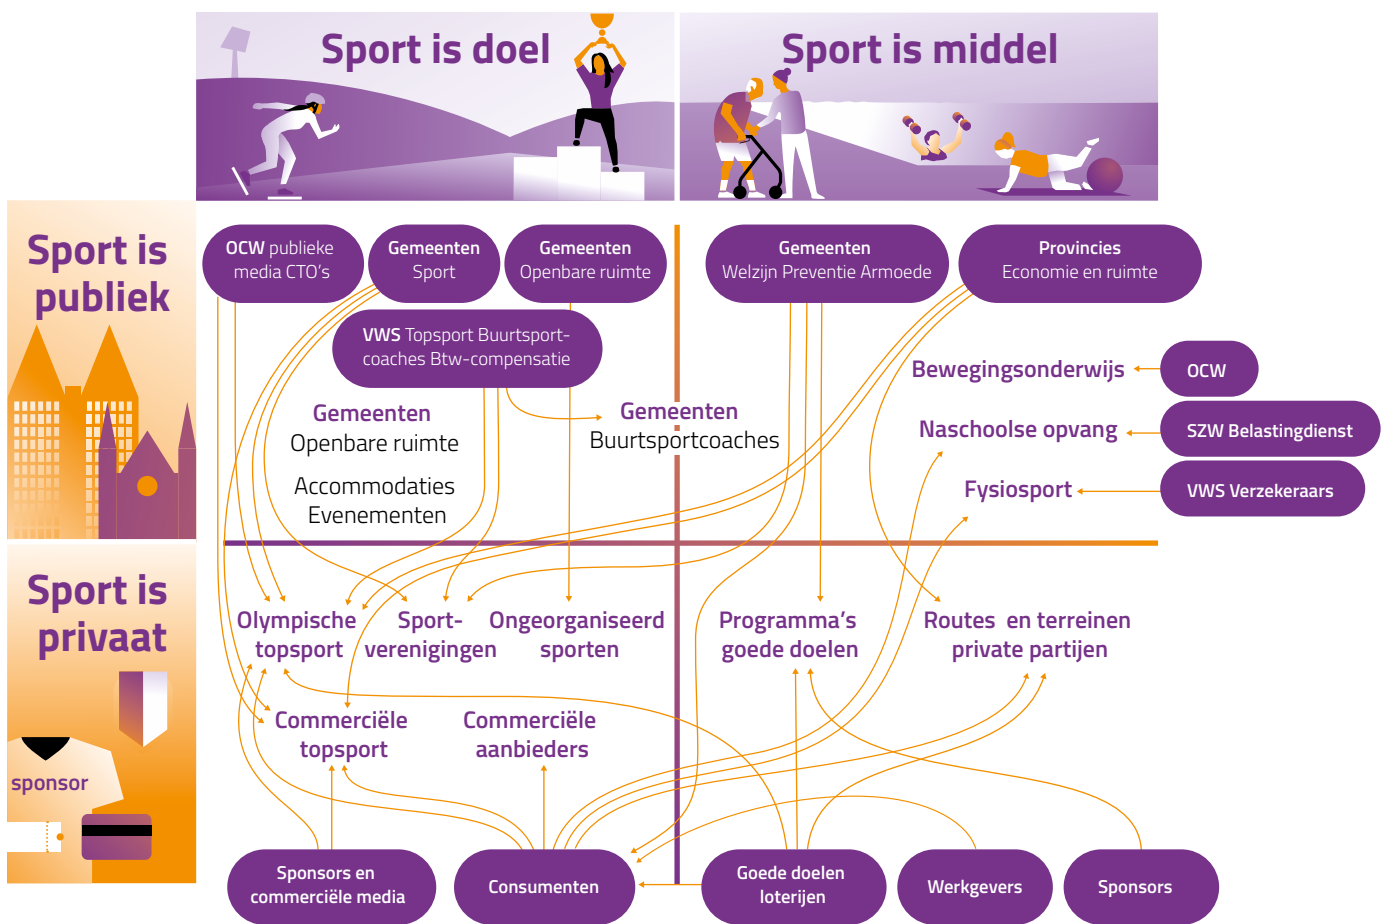 Sport is doel
Sport is middel
Sport is
publiek
OCW publieke
media CTO's
Gemeenten
Sport
Gemeenten
Openbare ruimte
Gemeenten
Welzijn Preventie Armoede
Provincies
Economie en ruimte
VWS Topsport Buurtsport-
coaches Btw-compensatie
Bewegingsonderwijs
OCW
Gemeenten
Openbare ruimte
Gemeenten
Buurtsportcoaches
Naschoolse opvang
SZW Belastingdienst
Accommodaties
Evenementen
Fysiosport
VWS Verzekeraars
Sport is
privaat
Olympische
topsport
Sport-
verenigingen
Ongeorganiseerd
sporten
Programma's
goede doelen
Routes en terreinen
private partijen
Commerciële
topsport
Commerciële
aanbieders
sponsor
Sponsors en
commerciële media
Consumenten
Goede doelen
loterijen
Werkgevers
Sponsors